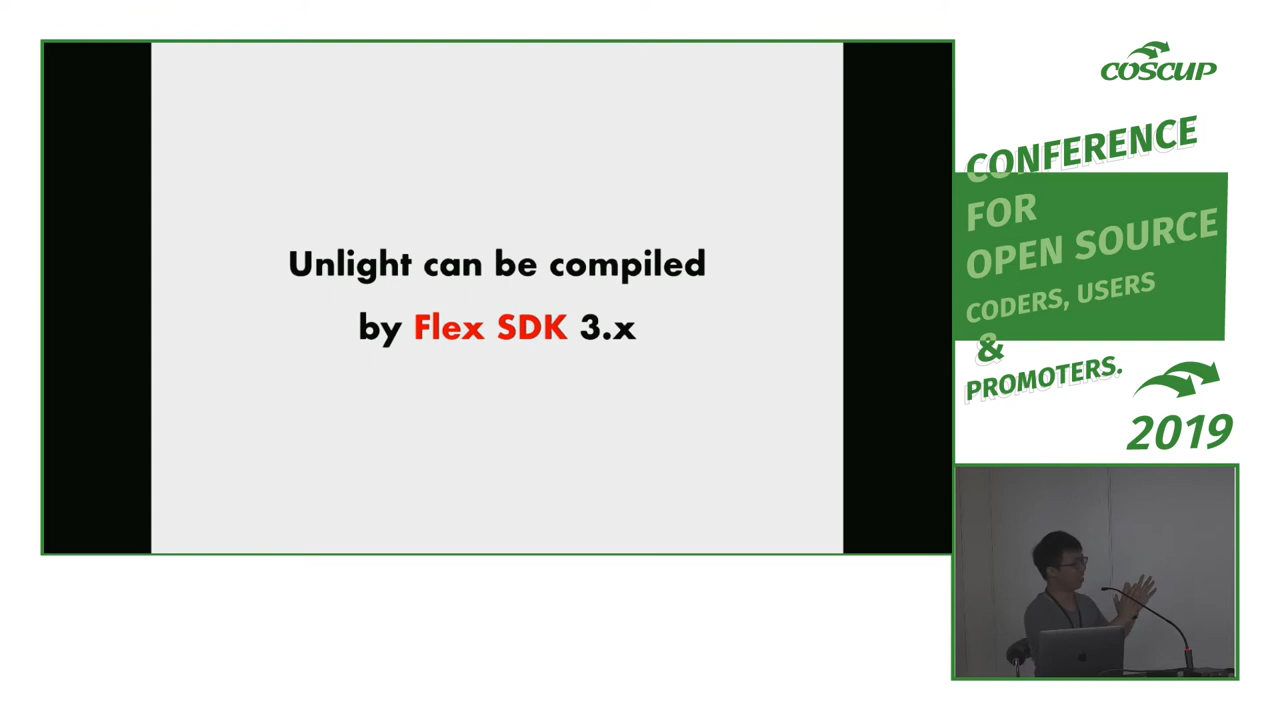 Unlight can be compiled
by Flex SDK 3.x
COSCUP
CONFERENCE
FOR
OPEN SOURCE
CODERS, USERS
&
PROMOTERS.
2019